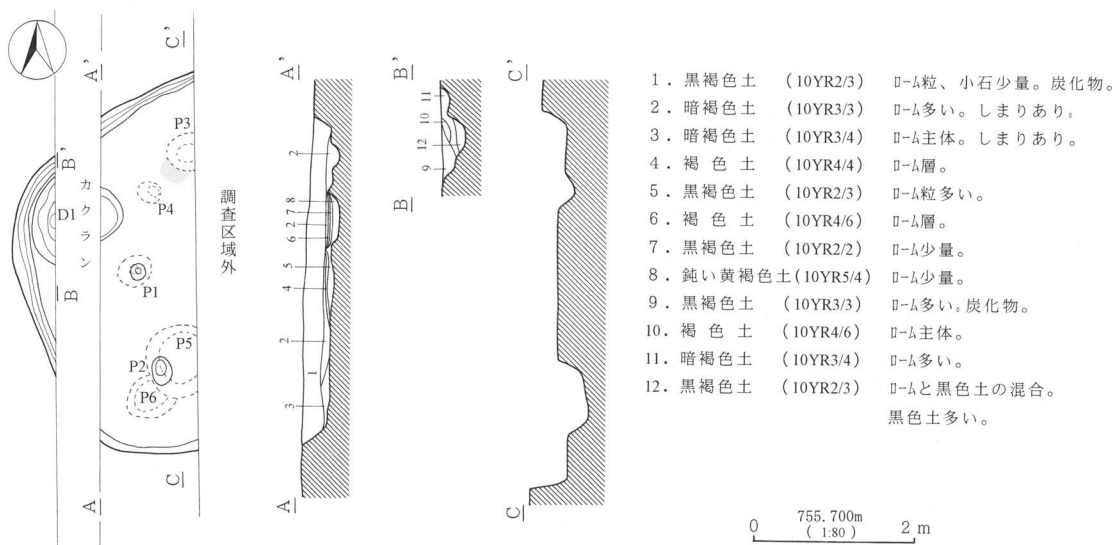 C'
A'
B'
P3
カクラン
D1
P4
調査区域外
B
P1
P5
P2
P6
C
A
A'
2
8
7
2
6
5
4
2
1
3
A
B'
11
10
12
9
B
C'
C
1. 黒褐色土 (10YR2/3) ローム粒、小石少量。炭化物。
2. 暗褐色土 (10YR3/3) ローム多い。しまりあり。
3. 暗褐色土 (10YR3/4) ローム主体。しまりあり。
4. 褐色土 (10YR4/4) ローム層。
5. 黒褐色土 (10YR2/3) ローム粒多い。
6. 褐色土 (10YR4/6) ローム層。
7. 黒褐色土 (10YR2/2) ローム少量。
8. 鈍い黄褐色土(10YR5/4) ローム少量。
9. 黒褐色土 (10YR3/3) ローム多い。炭化物。
10. 褐色土 (10YR4/6) ローム主体。
11. 暗褐色土 (10YR3/4) ローム多い。
12. 黒褐色土 (10YR2/3) ロームと黒色土の混合。
黒色土多い。
755.700m
0 (1:80) 2 m